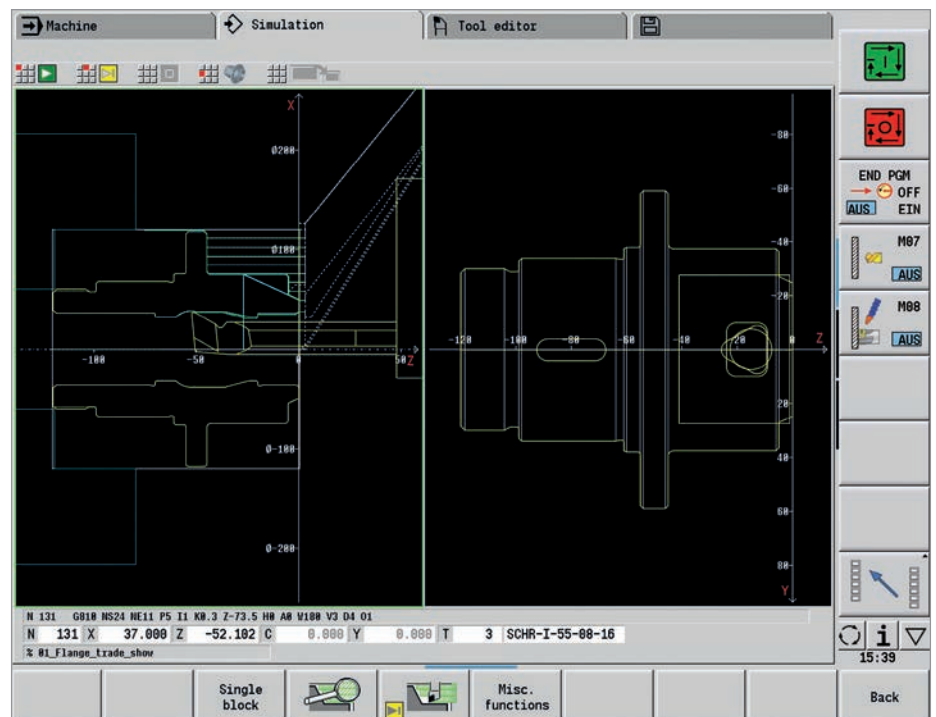 Machine
Simulation
Tool editor
X
Ø200
Ø100
-100
-50
0
50
Z
Ø-100
Ø-200
-80
-60
-40
-20
-120 -100 -80 -60 -40 20 0 Z
20
40
60
80
Y
END PGM
OFF
AUS EIN
M07
AUS
M08
AUS
N 131 G810 NS24 NE11 P5 I1 K0.3 Z-73.5 H0 A0 W180 V3 D4 O1
N 131 X 37.000 Z -52.102 C 0.000 Y 0.000 T 3 SCHR-I-55-08-16
% 01_Flange_trade_show
15:39
Single
block
Misc.
functions
Back